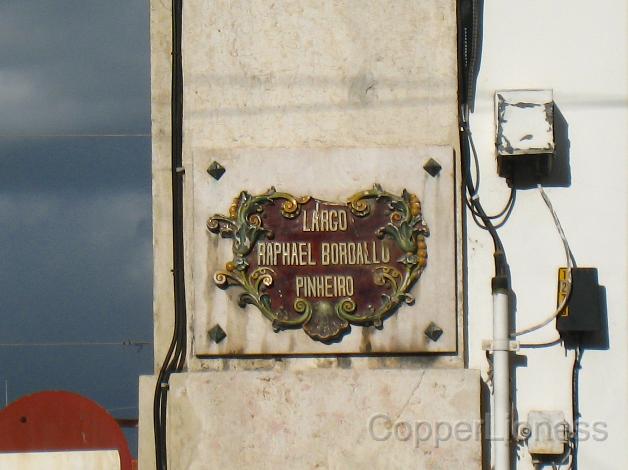 LARGO
RAPHAEL BORDALLO
PINHEIRO
CopperLioness